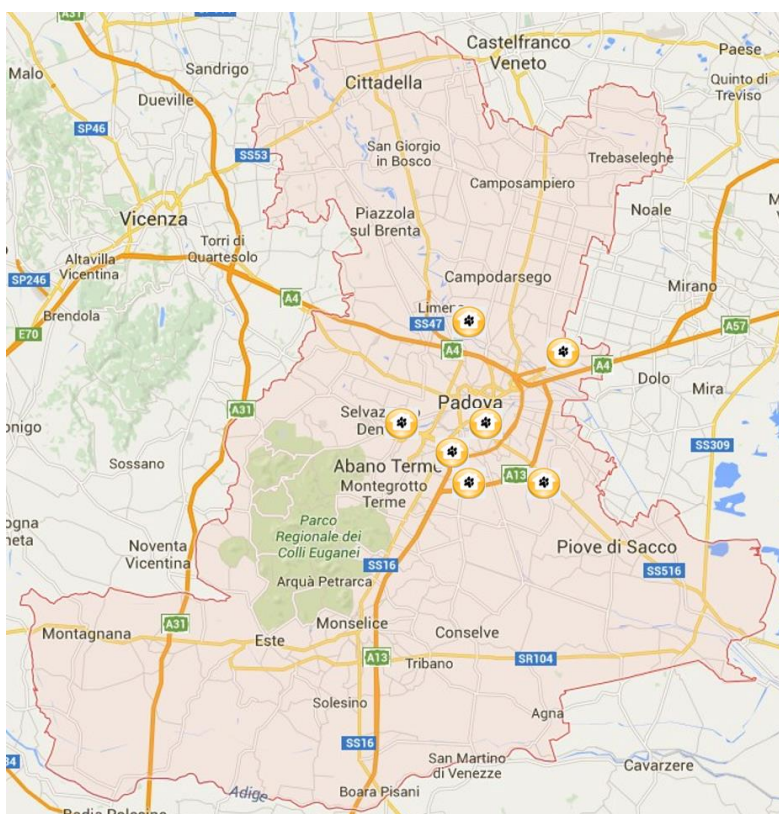 A31
Castelfranco
Veneto
Paese
Malo
Sandrigo
Cittadella
Quinto di
Treviso
Dueville
SP46
SS53
San Giorgio
in Bosco
Trebaseleghe
Camposampiero
Vicenza
Piazzola
sul Brenta
Noale
Torri di
Quartesolo
Altavilla
Vicentina
SP246
Campodarsego
Mirano
A4
Limena
Brendola
SS47
A57
E70
A4
A4
Dolo
Mira
Padova
A31
Selvaz
Den
SS309
Sossano
Abano Terme
Montegrotto
Terme
A13
Parco
Regionale dei
Colli Euganei
Noventa
Vicentina
Piove di Sacco
SS16
SS516
Arquà Petrarca
Monselice
A31
Montagnana
Este
Conselve
A13
Tribano
SR104
Solesino
Agna
SS16
San Martino
di Venezze
Cavarzere
Adige
Boara Pisani